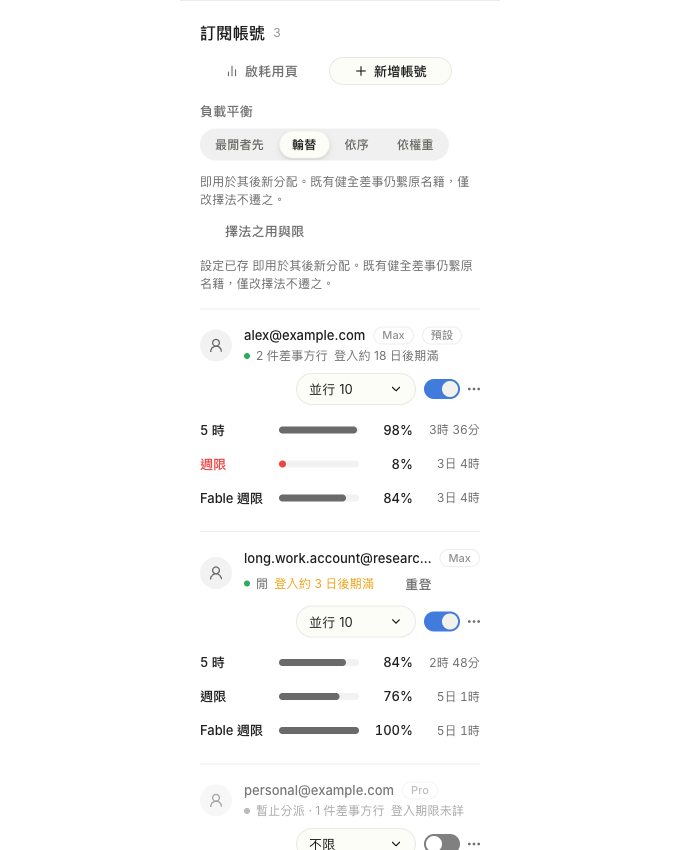 訂閱帳號 3
啟耗用頁
+ 新增帳號
負載平衡
最閒者先 輪替 依序 依權重
即用於其後新分配。既有健全差事仍繫原名籍，僅
改擇法不遷之。
擇法之用與限
設定已存 即用於其後新分配。既有健全差事仍繫原
名籍，僅改擇法不遷之。
alex@example.com Max 預設
2 件差事方行 登入約 18 日後期滿
並行 10
5 時 98% 3時 36分
週限 8% 3日 4時
Fable 週限 84% 3日 4時
long.work.account@researc... Max
閒 登入約 3 日後期滿 重登
並行 10
5 時 84% 2時 48分
週限 76% 5日 1時
Fable 週限 100% 5日 1時
personal@example.com Pro
暫止分派 · 1 件差事方行 登入期限未詳
不限